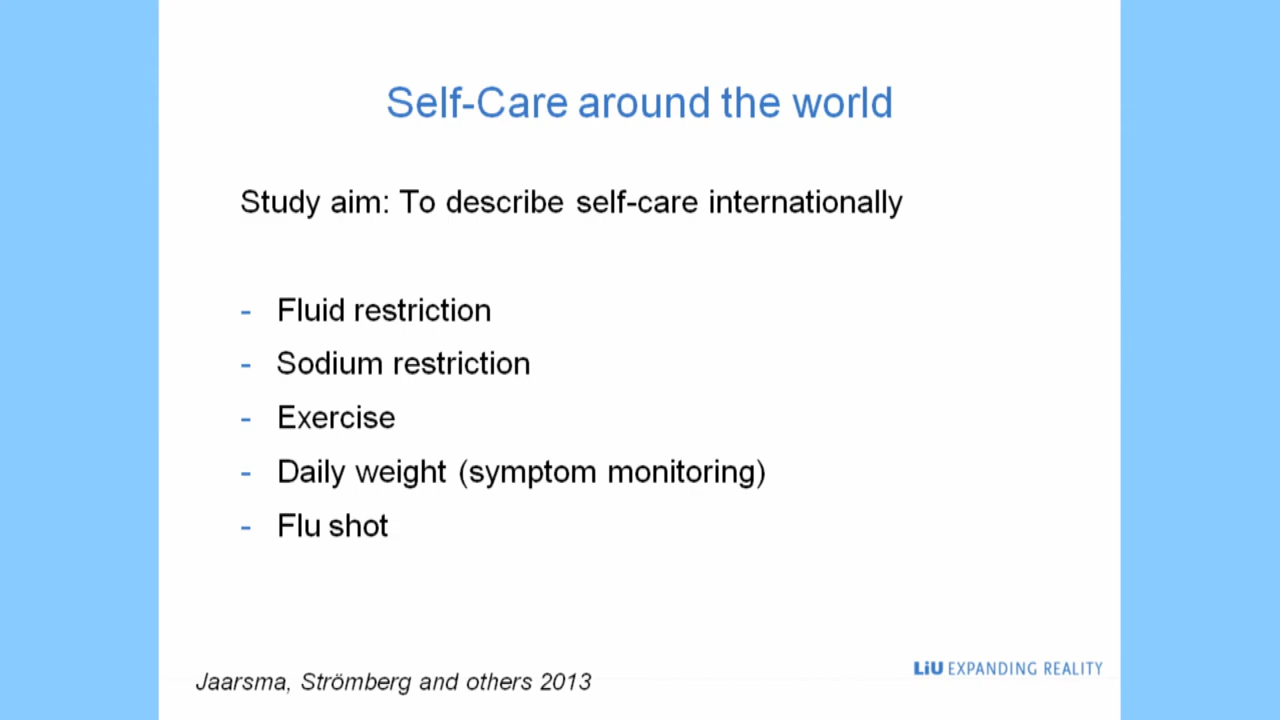 Self-Care around the world
Study aim: To describe self-care internationally
- Fluid restriction
- Sodium restriction
- Exercise
- Daily weight (symptom monitoring)
- Flu shot
Jaarsma, Strömberg and others 2013
LiU EXPANDING REALITY